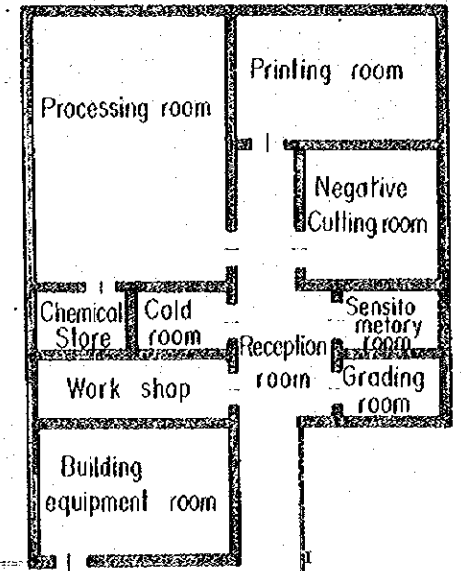 Printing room
Processing room
Negative
Cutting room
Chemical
Store
Cold
room
Sensito
metory
room
Reception
room
Grading
room
Work shop
Building
equipment room